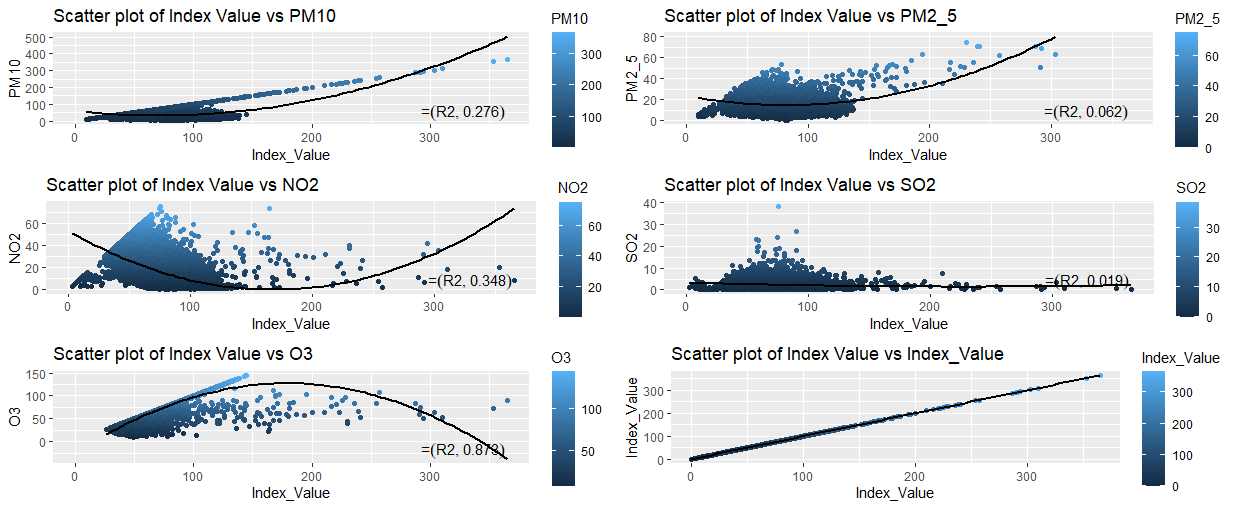 Scatter plot of Index Value vs PM10
PM10
500
400
300
200
100
0
=(R2, 0.276)
0 100 200 300
Index_Value
PM10
300
200
100
Scatter plot of Index Value vs PM2_5
PM2_5
80
60
40
20
0
=(R2, 0.062)
0 100 200 300
Index_Value
PM2_5
60
40
20
0
Scatter plot of Index Value vs NO2
NO2
60
40
20
0
=(R2, 0.348)
0 100 200 300
Index_Value
NO2
60
40
20
Scatter plot of Index Value vs SO2
SO2
40
30
20
10
0
=(R2, 0.019)
0 100 200 300
Index_Value
SO2
30
20
10
0
Scatter plot of Index Value vs O3
O3
150
100
50
0
=(R2, 0.873)
0 100 200 300
Index_Value
O3
100
50
Scatter plot of Index Value vs Index_Value
Index_Value
300
200
100
0
0 100 200 300
Index_Value
Index_Value
300
200
100
0